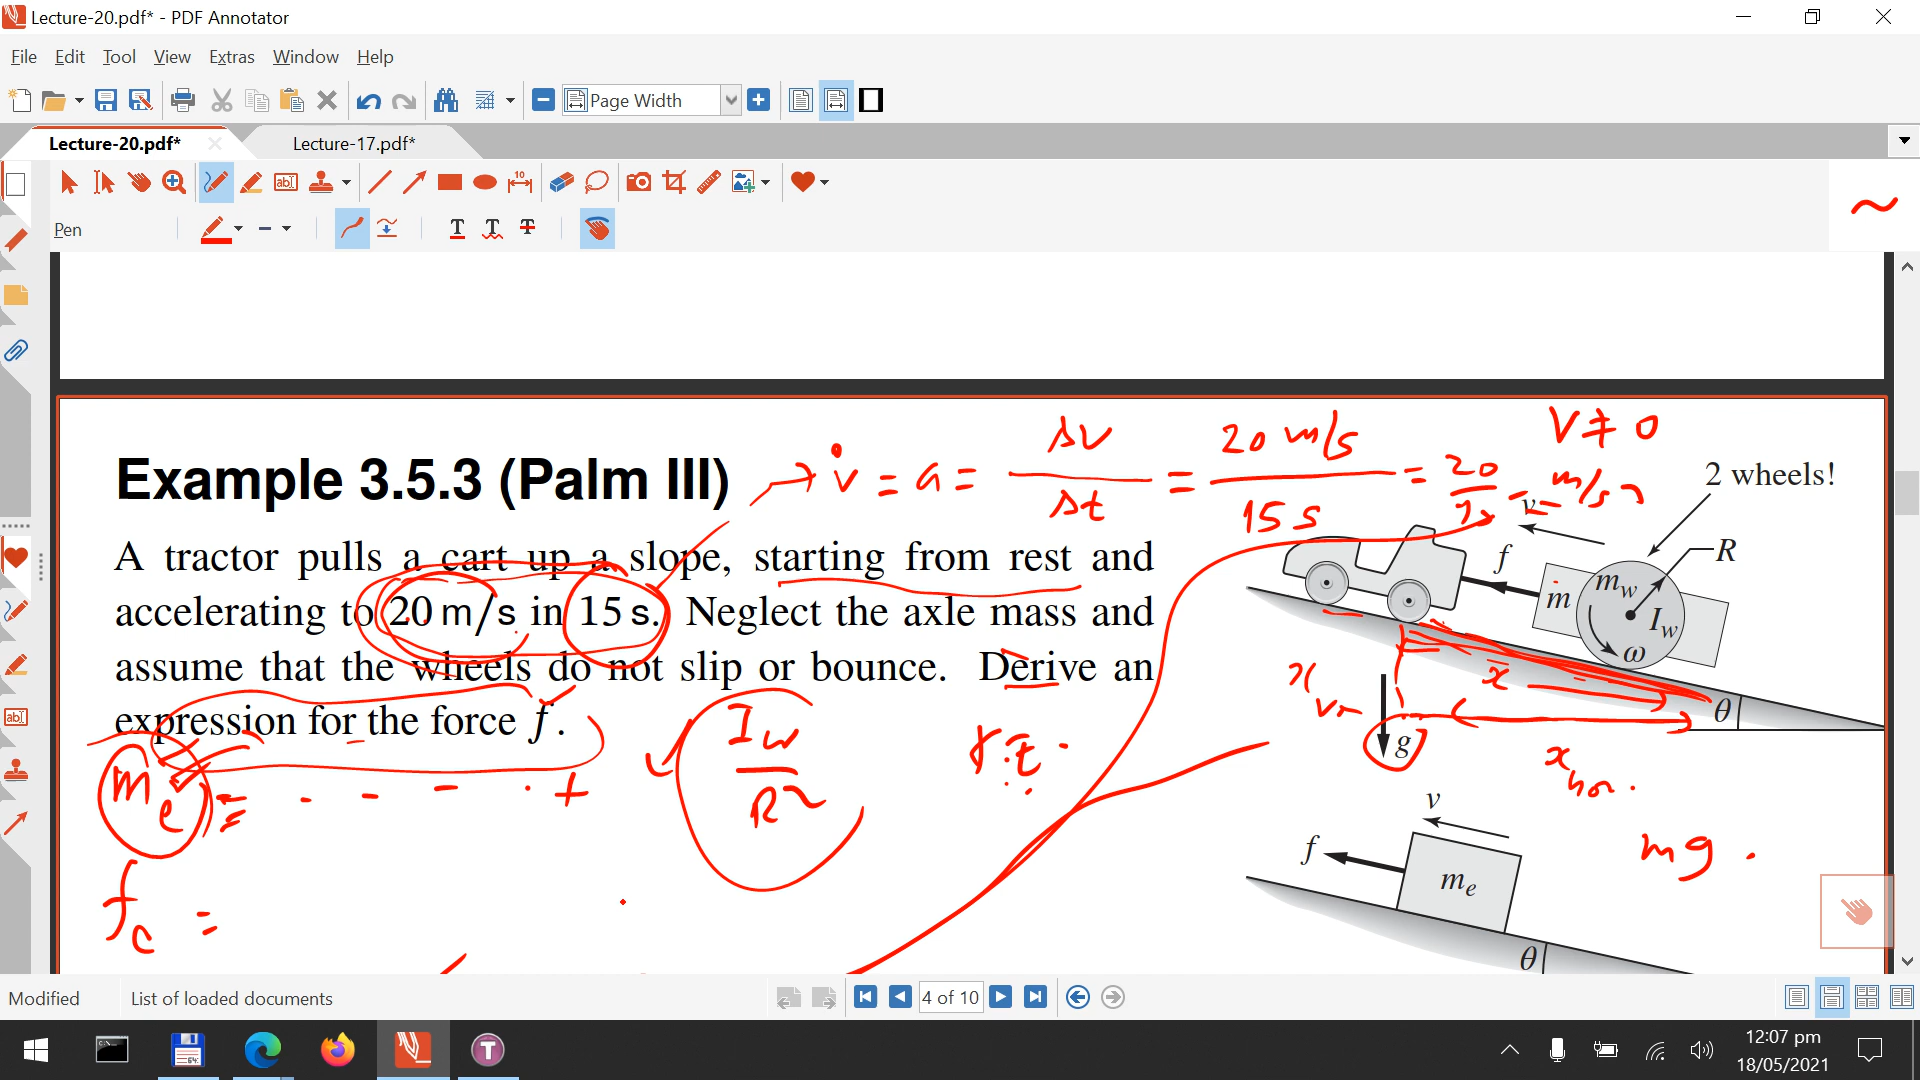 Lecture-20.pdf* - PDF Annotator
File Edit Tool View Extras Window Help
Page Width
Lecture-20.pdf* Lecture-17.pdf*
Pen
Example 3.5.3 (Palm III)
v̇ = a = Δv/Δt = 20 m/s / 15 s = 20
V ≠ 0
2 wheels!
A tractor pulls a cart up a slope, starting from rest and
accelerating to 20 m/s in 15 s. Neglect the axle mass and
assume that the wheels do not slip or bounce. Derive an
expression for the force f.
v
f
R
m
m_w
I_w
ω
x
θ
g
x hor.
I_w / R²
m_e = +
f_c =
mg.
v
f
m_e
θ
Modified List of loaded documents 4 of 10
12:07 pm
18/05/2021